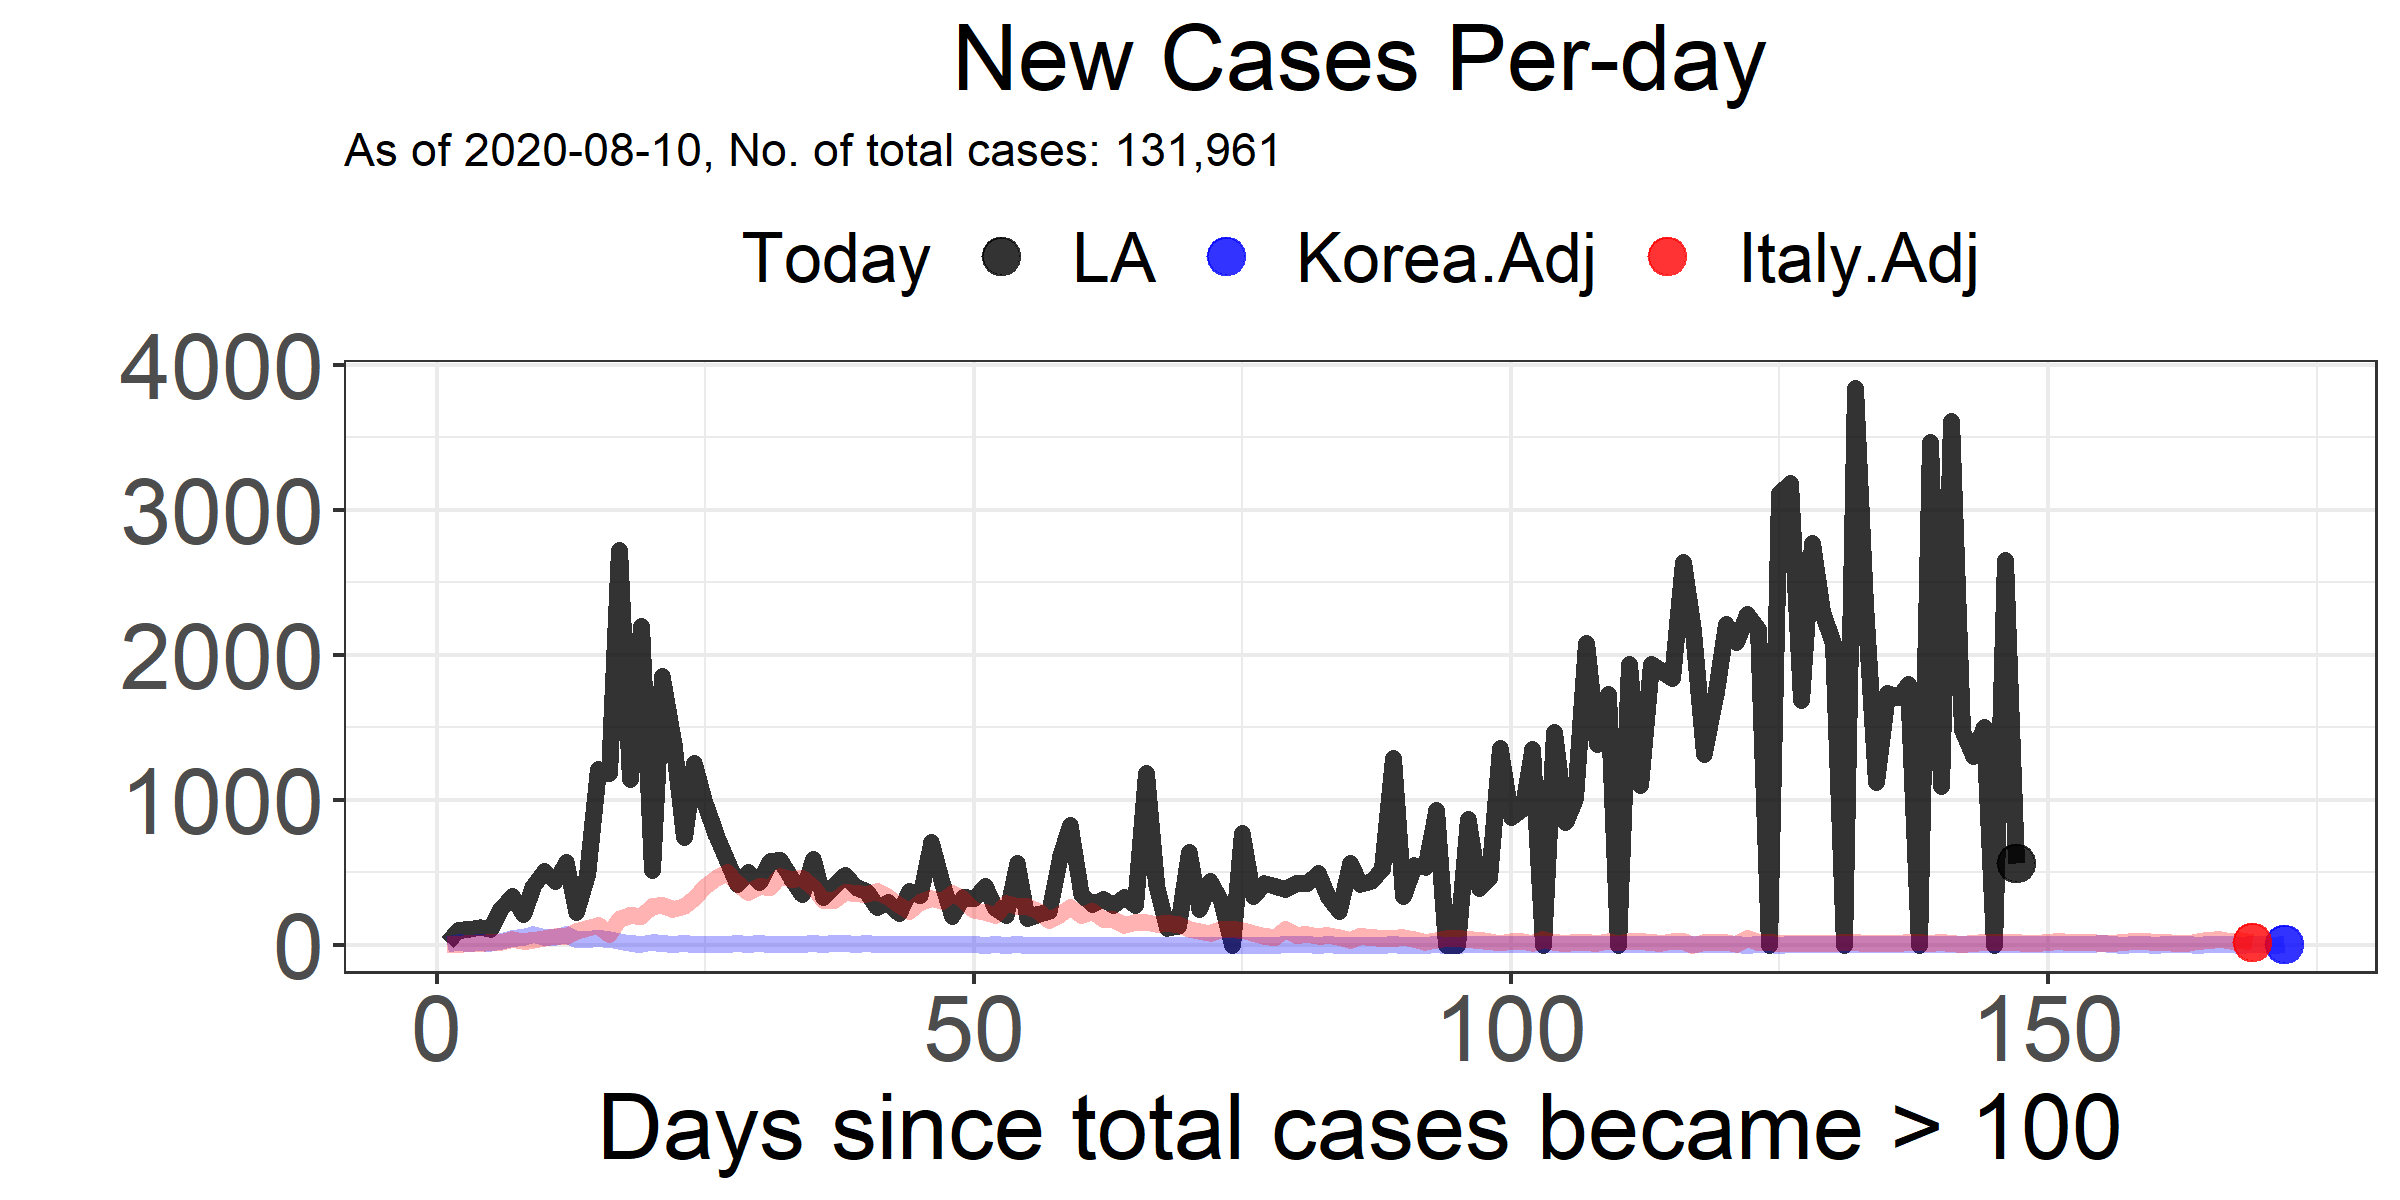 New Cases Per-day
As of 2020-08-10, No. of total cases: 131,961
Today LA Korea.Adj Italy.Adj
4000
3000
2000
1000
0
0 50 100 150
Days since total cases became > 100